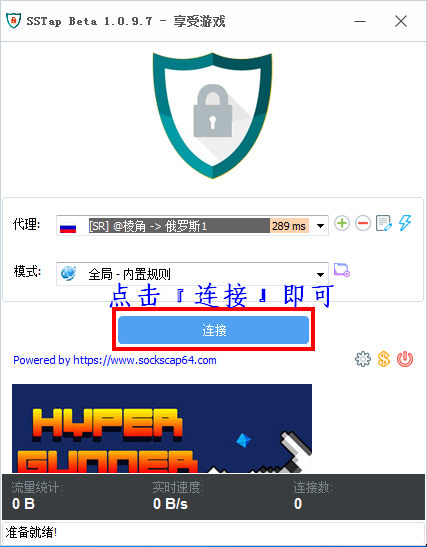 SSTap Beta 1.0.9.7 - 享受游戏
代理: [SR] @棱角 -> 俄罗斯1 289 ms
模式: 全局 - 内置规则
点击『连接』即可
连接
Powered by https://www.sockscap64.com
HYPER
GUNNER
流量统计: 实时速度: 连接数:
0 B 0 B/s 0
准备就绪!